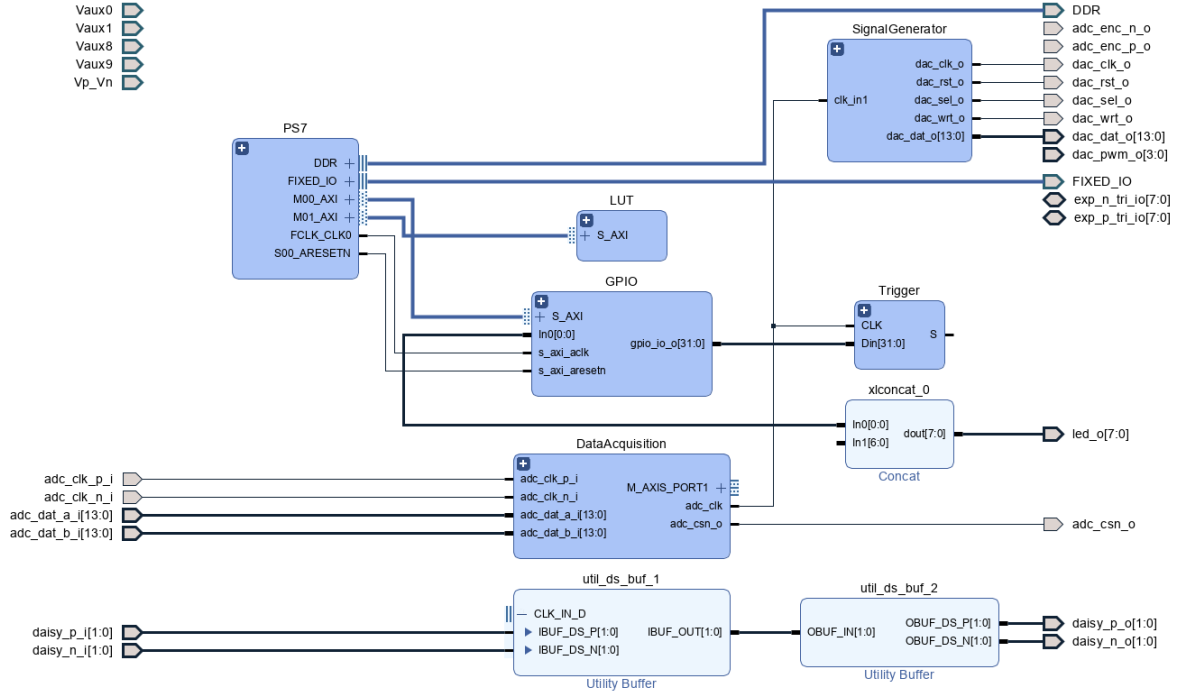 Vaux0
Vaux1
Vaux8
Vaux9
Vp_Vn
DDR
adc_enc_n_o
adc_enc_p_o
dac_clk_o
dac_rst_o
dac_sel_o
dac_wrt_o
dac_dat_o[13:0]
dac_pwm_o[3:0]
FIXED_IO
exp_n_tri_io[7:0]
exp_p_tri_io[7:0]
SignalGenerator
clk_in1
dac_clk_o
dac_rst_o
dac_sel_o
dac_wrt_o
dac_dat_o[13:0]
PS7
DDR
FIXED_IO
M00_AXI
M01_AXI
FCLK_CLK0
S00_ARESETN
LUT
S_AXI
GPIO
S_AXI
In0[0:0]
s_axi_aclk
s_axi_aresetn
gpio_io_o[31:0]
Trigger
CLK
Din[31:0]
S
xlconcat_0
In0[0:0]
In1[6:0]
dout[7:0]
Concat
led_o[7:0]
DataAcquisition
adc_clk_p_i
adc_clk_n_i
adc_dat_a_i[13:0]
adc_dat_b_i[13:0]
adc_clk_p_i
adc_clk_n_i
adc_dat_a_i[13:0]
adc_dat_b_i[13:0]
M_AXIS_PORT1
adc_clk
adc_csn_o
adc_csn_o
util_ds_buf_1
daisy_p_i[1:0]
daisy_n_i[1:0]
CLK_IN_D
IBUF_DS_P[1:0]
IBUF_DS_N[1:0]
IBUF_OUT[1:0]
Utility Buffer
util_ds_buf_2
OBUF_IN[1:0]
OBUF_DS_P[1:0]
OBUF_DS_N[1:0]
Utility Buffer
daisy_p_o[1:0]
daisy_n_o[1:0]